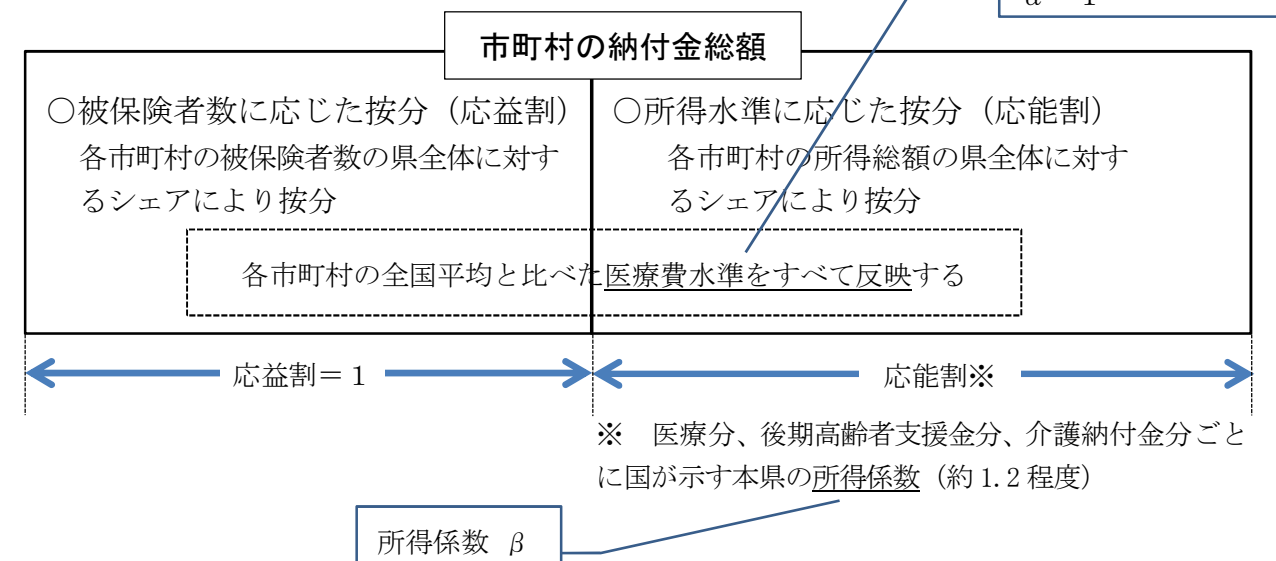 市町村の納付金総額
○被保険者数に応じた按分（応益割）
各市町村の被保険者数の県全体に対す
るシェアにより按分
○所得水準に応じた按分（応能割）
各市町村の所得総額の県全体に対す
るシェアにより按分
各市町村の全国平均と比べた医療費水準をすべて反映する
応益割＝１
応能割※
※　医療分、後期高齢者支援金分、介護納付金分ごと
に国が示す本県の所得係数（約1.2程度）
所得係数　β